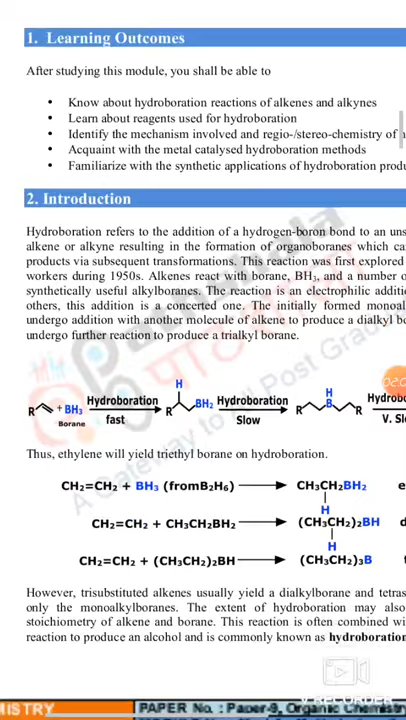 1. Learning Outcomes
After studying this module, you shall be able to
• Know about hydroboration reactions of alkenes and alkynes
• Learn about reagents used for hydroboration
• Identify the mechanism involved and regio-/stereo-chemistry of
• Acquaint with the metal catalysed hydroboration methods
• Familiarize with the synthetic applications of hydroboration produ
2. Introduction
Hydroboration refers to the addition of a hydrogen-boron bond to an uns
alkene or alkyne resulting in the formation of organoboranes which ca
products via subsequent transformations. This reaction was first explored
workers during 1950s. Alkenes react with borane, BH₃, and a number o
synthetically useful alkylboranes. The reaction is an electrophilic additi
others, this addition is a concerted one. The initially formed monoal
undergo addition with another molecule of alkene to produce a dialkyl bo
undergo further reaction to produce a trialkyl borane.
H H
R + BH₃ Hydroboration R BH₂ Hydroboration R B R Hydrob
Borane fast Slow V. Sl
Thus, ethylene will yield triethyl borane on hydroboration.
CH₂=CH₂ + BH₃ (fromB₂H₆) CH₃CH₂BH₂ e
H
CH₂=CH₂ + CH₃CH₂BH₂ (CH₃CH₂)₂BH d
H
CH₂=CH₂ + (CH₃CH₂)₂BH (CH₃CH₂)₃B
However, trisubstituted alkenes usually yield a dialkylborane and tetras
only the monoalkylboranes. The extent of hydroboration may also
stoichiometry of alkene and borane. This reaction is often combined wi
reaction to produce an alcohol and is commonly known as hydroboration
V RECORDER
MISTRY PAPER No. : Paper-9, Organic Chemistry